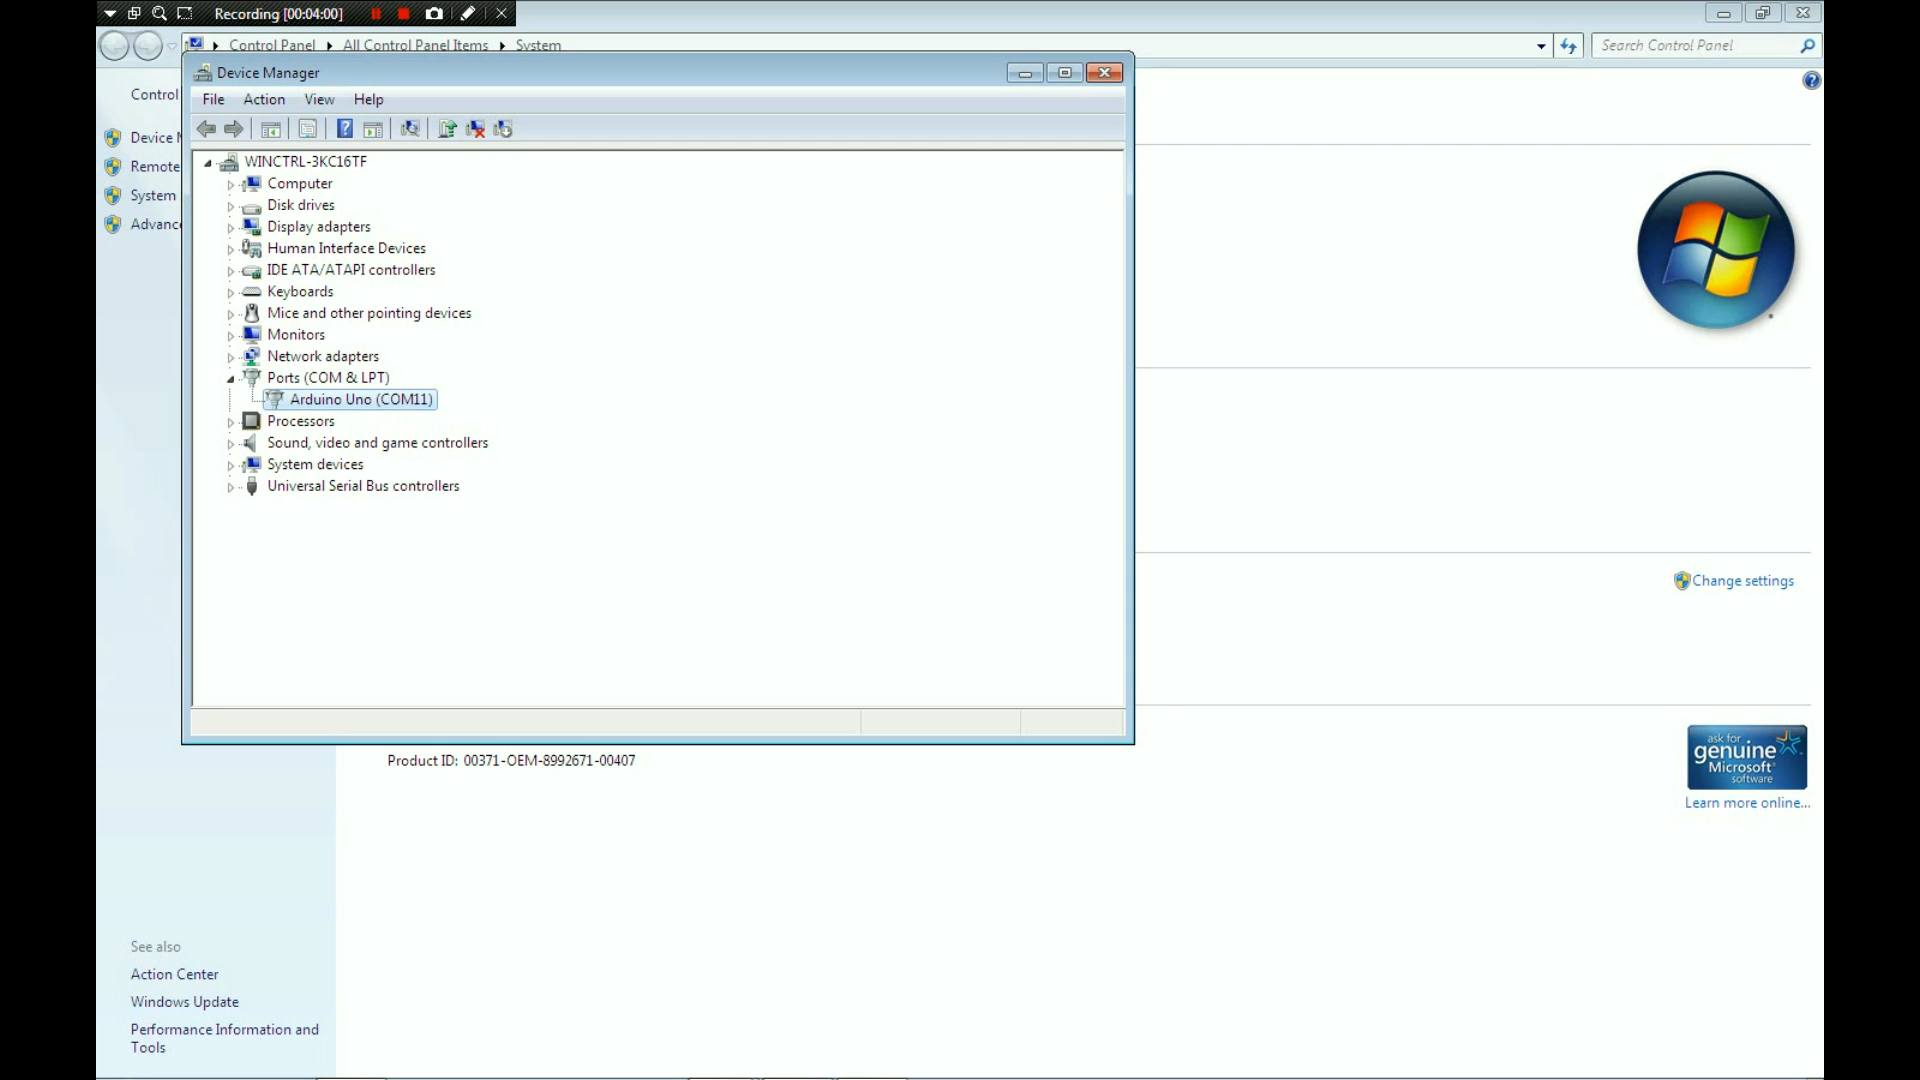 Recording [00:04:00]
Control Panel All Control Panel Items System
Search Control Panel
Device Manager
File Action View Help
Control
Device M
Remote
System
Advanc
WINCTRL-3KC16TF
Computer
Disk drives
Display adapters
Human Interface Devices
IDE ATA/ATAPI controllers
Keyboards
Mice and other pointing devices
Monitors
Network adapters
Ports (COM & LPT)
Arduino Uno (COM11)
Processors
Sound, video and game controllers
System devices
Universal Serial Bus controllers
Change settings
Product ID: 00371-OEM-8992671-00407
ask for
genuine
Microsoft
software
Learn more online...
See also
Action Center
Windows Update
Performance Information and
Tools